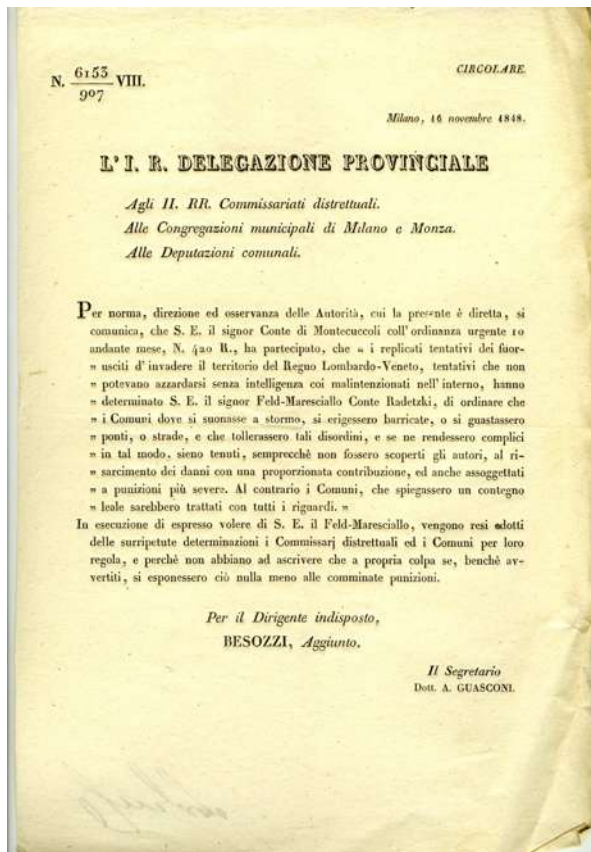 CIRCOLARE.
N. 6153/907 VIII.
Milano, 16 novembre 1848.
L' I. R. DELEGAZIONE PROVINCIALE
Agli II. RR. Commissariati distrettuali.
Alle Congregazioni municipali di Milano e Monza.
Alle Deputazioni comunali.
Per norma, direzione ed osservanza delle Autorità, cui la presente è diretta, si
comunica, che S. E. il signor Conte di Montecuccoli coll' ordinanza urgente 10
andante mese, N. 420 R., ha partecipato, che « i replicati tentativi dei fuor-
» usciti d' invadere il territorio del Regno Lombardo-Veneto, tentativi che non
» potevano azzardarsi senza intelligenza coi malintenzionati nell' interno, hanno
» determinato S. E. il signor Feld-Maresciallo Conte Radetzki, di ordinare che
» i Comuni dove si suonasse a stormo, si erigessero barricate, o si guastassero
» ponti, o strade, e che tollerassero tali disordini, e se ne rendessero complici
» in tal modo, sieno tenuti, semprecchè non fossero scoperti gli autori, al ri-
» sarcimento dei danni con una proporzionata contribuzione, ed anche assoggettati
» a punizioni più severe. Al contrario i Comuni, che spiegassero un contegno
» leale sarebbero trattati con tutti i riguardi. »
In esecuzione di espresso volere di S. E. il Feld-Maresciallo, vengono resi edotti
delle surripetute determinazioni i Commissarj distrettuali ed i Comuni per loro
regola, e perchè non abbiano ad ascrivere che a propria colpa se, benchè av-
vertiti, si esponessero ciò nulla meno alle comminate punizioni.
Per il Dirigente indisposto,
BESOZZI, Aggiunto.
Il Segretario
Dott. A. GUASCONI.